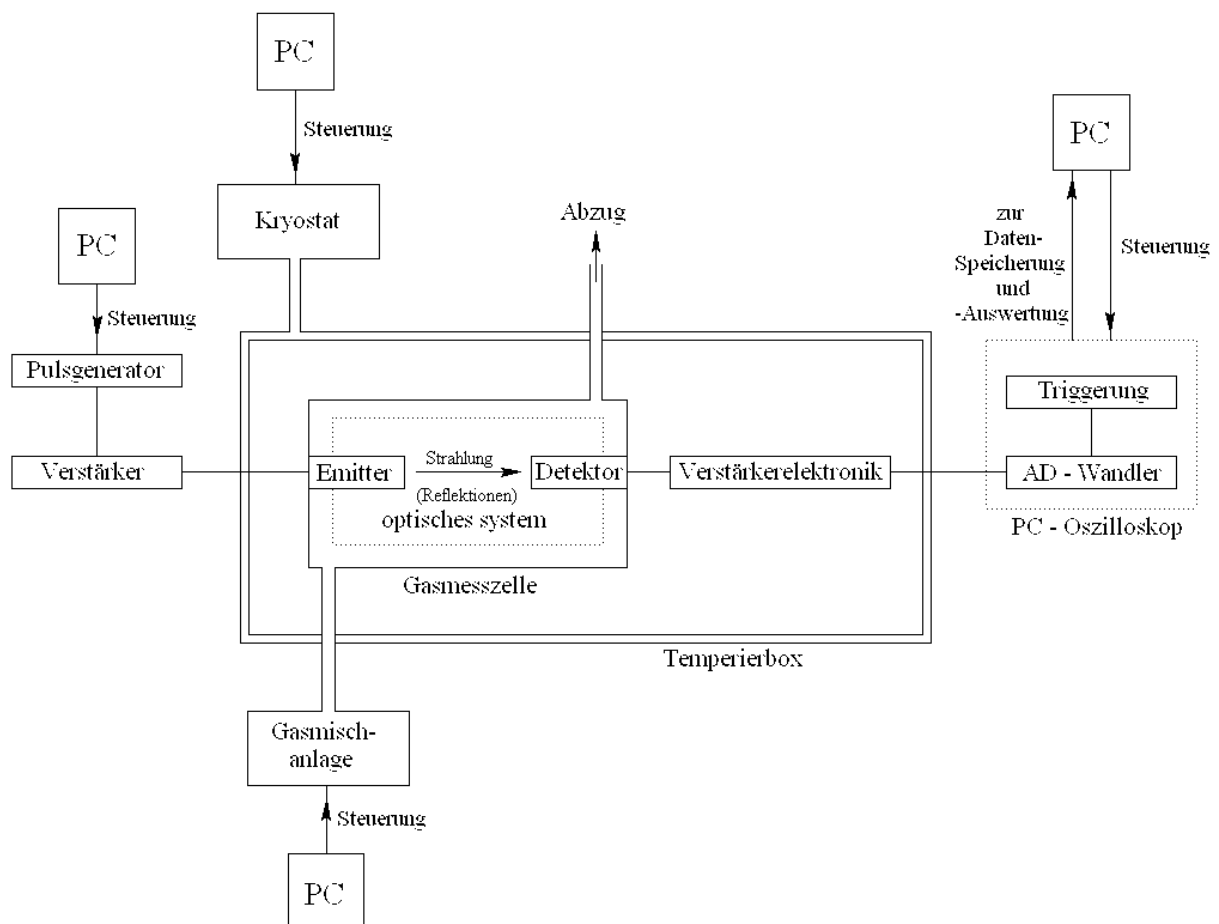 PC
Steuerung
Kryostat
PC
Steuerung
Pulsgenerator
Verstärker
Abzug
PC
zur
Daten-
Speicherung
und
-Auswertung
Steuerung
Triggerung
AD - Wandler
PC - Oszilloskop
Emitter
Strahlung
(Reflektionen)
optisches system
Detektor
Verstärkerelektronik
Gasmesszelle
Temperierbox
Gasmisch-
anlage
Steuerung
PC